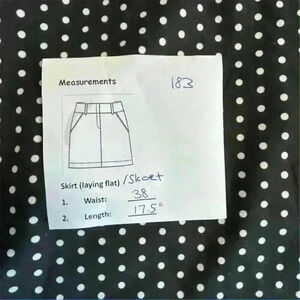 Measurements 183
Skirt (laying flat) /Skort
1. Waist: 38
2. Length: 17.5"